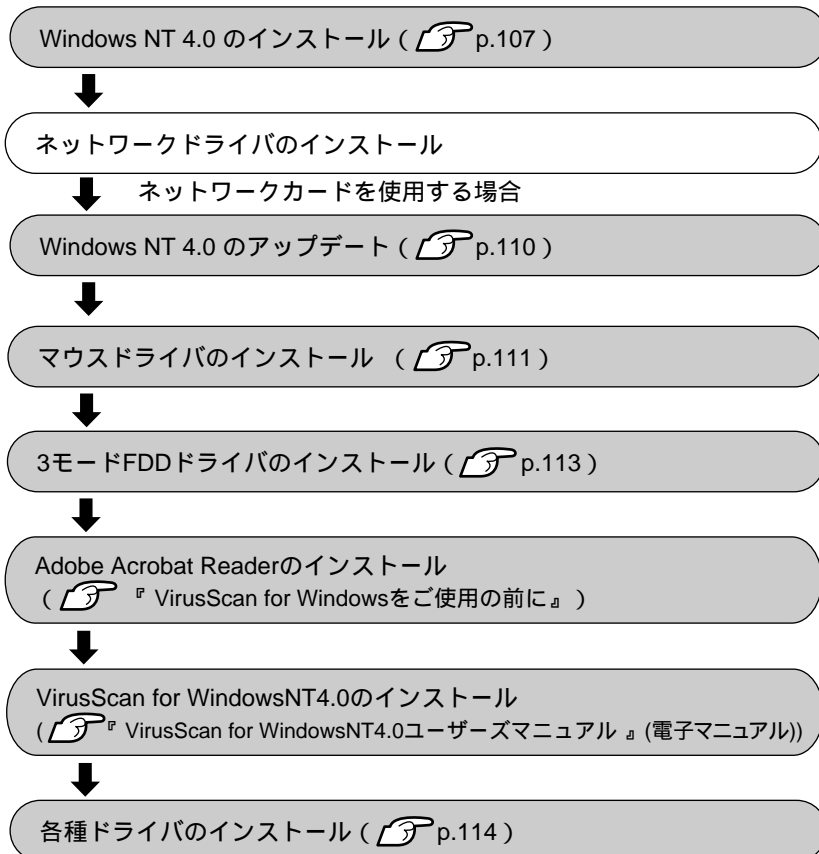 Windows NT 4.0 のインストール（ p.107 ）
ネットワークドライバのインストール
ネットワークカードを使用する場合
Windows NT 4.0 のアップデート（ p.110 ）
マウスドライバのインストール （ p.111 ）
3モードFDDドライバのインストール（ p.113 ）
Adobe Acrobat Readerのインストール
（ 『 VirusScan for Windowsをご使用の前に』 ）
VirusScan for WindowsNT4.0のインストール
( 『 VirusScan for WindowsNT4.0ユーザーズマニュアル 』(電子マニュアル))
各種ドライバのインストール（ p.114 ）